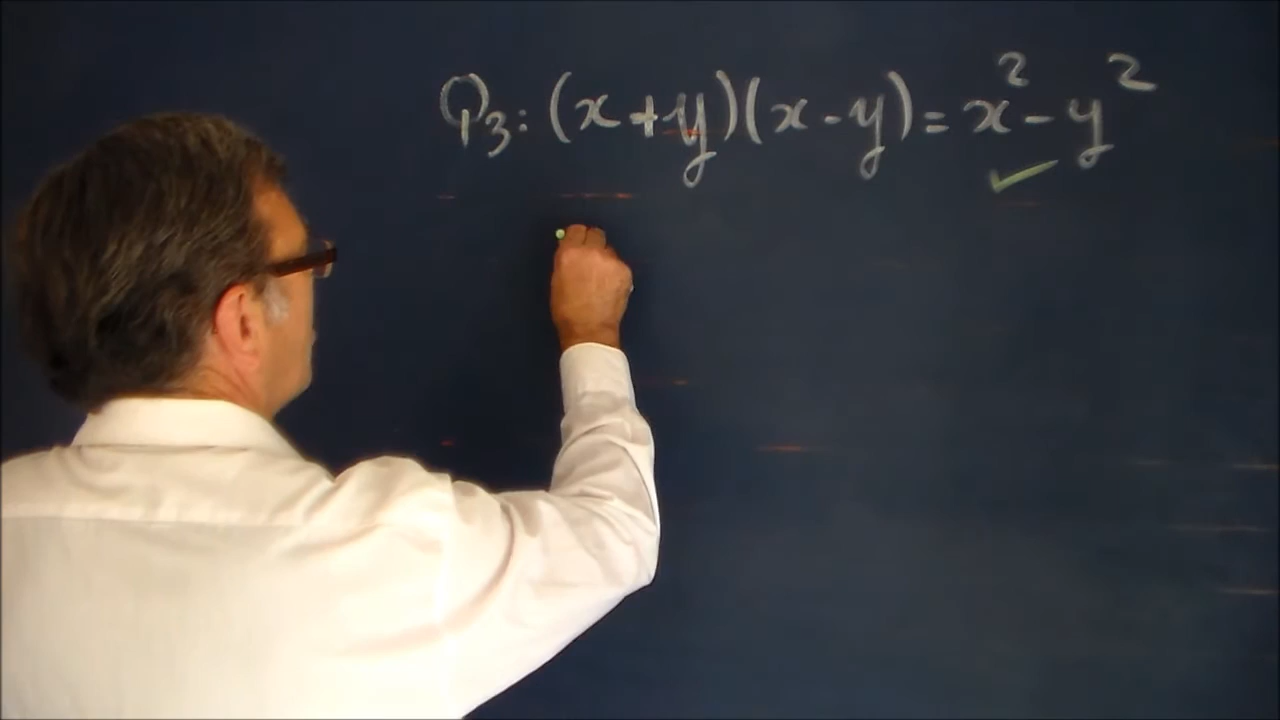 P3: (x+y)(x-y) = x² - y²